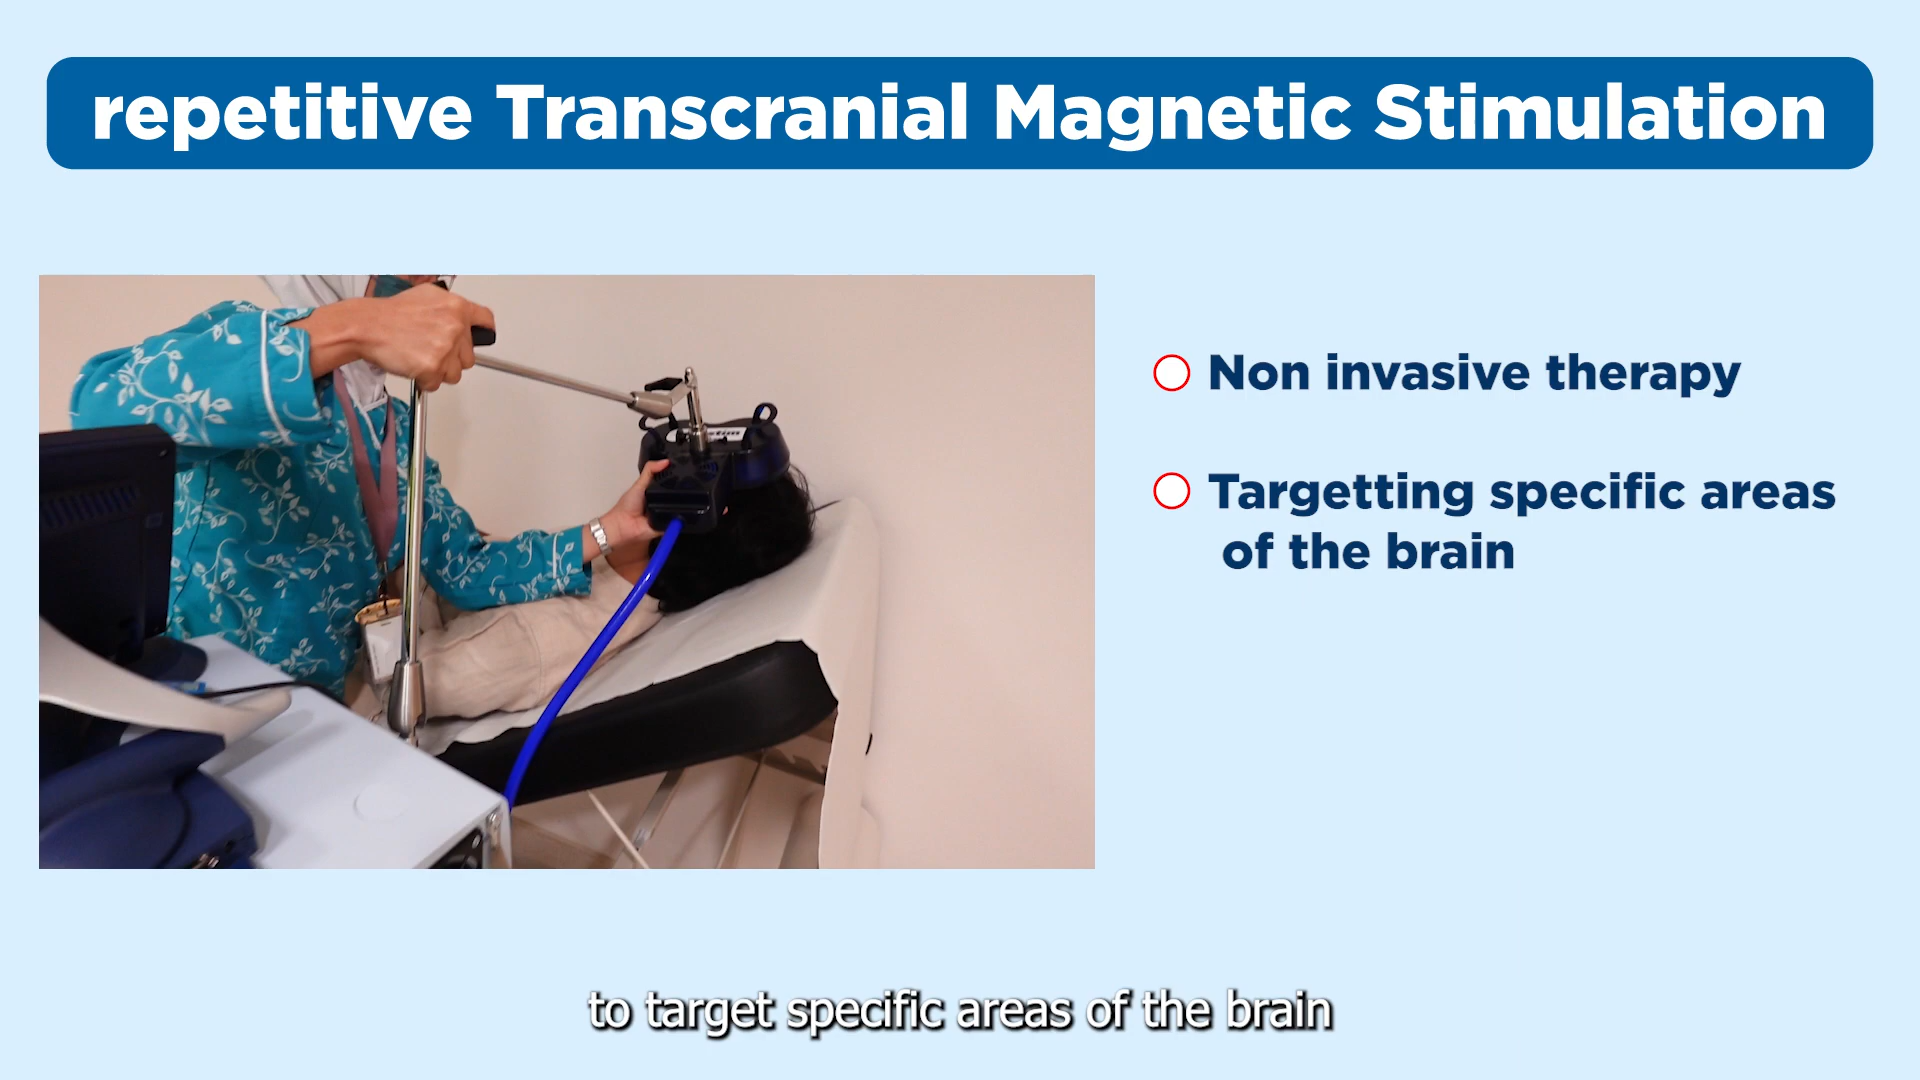 repetitive Transcranial Magnetic Stimulation
Non invasive therapy
Targetting specific areas
of the brain
to target specific areas of the brain